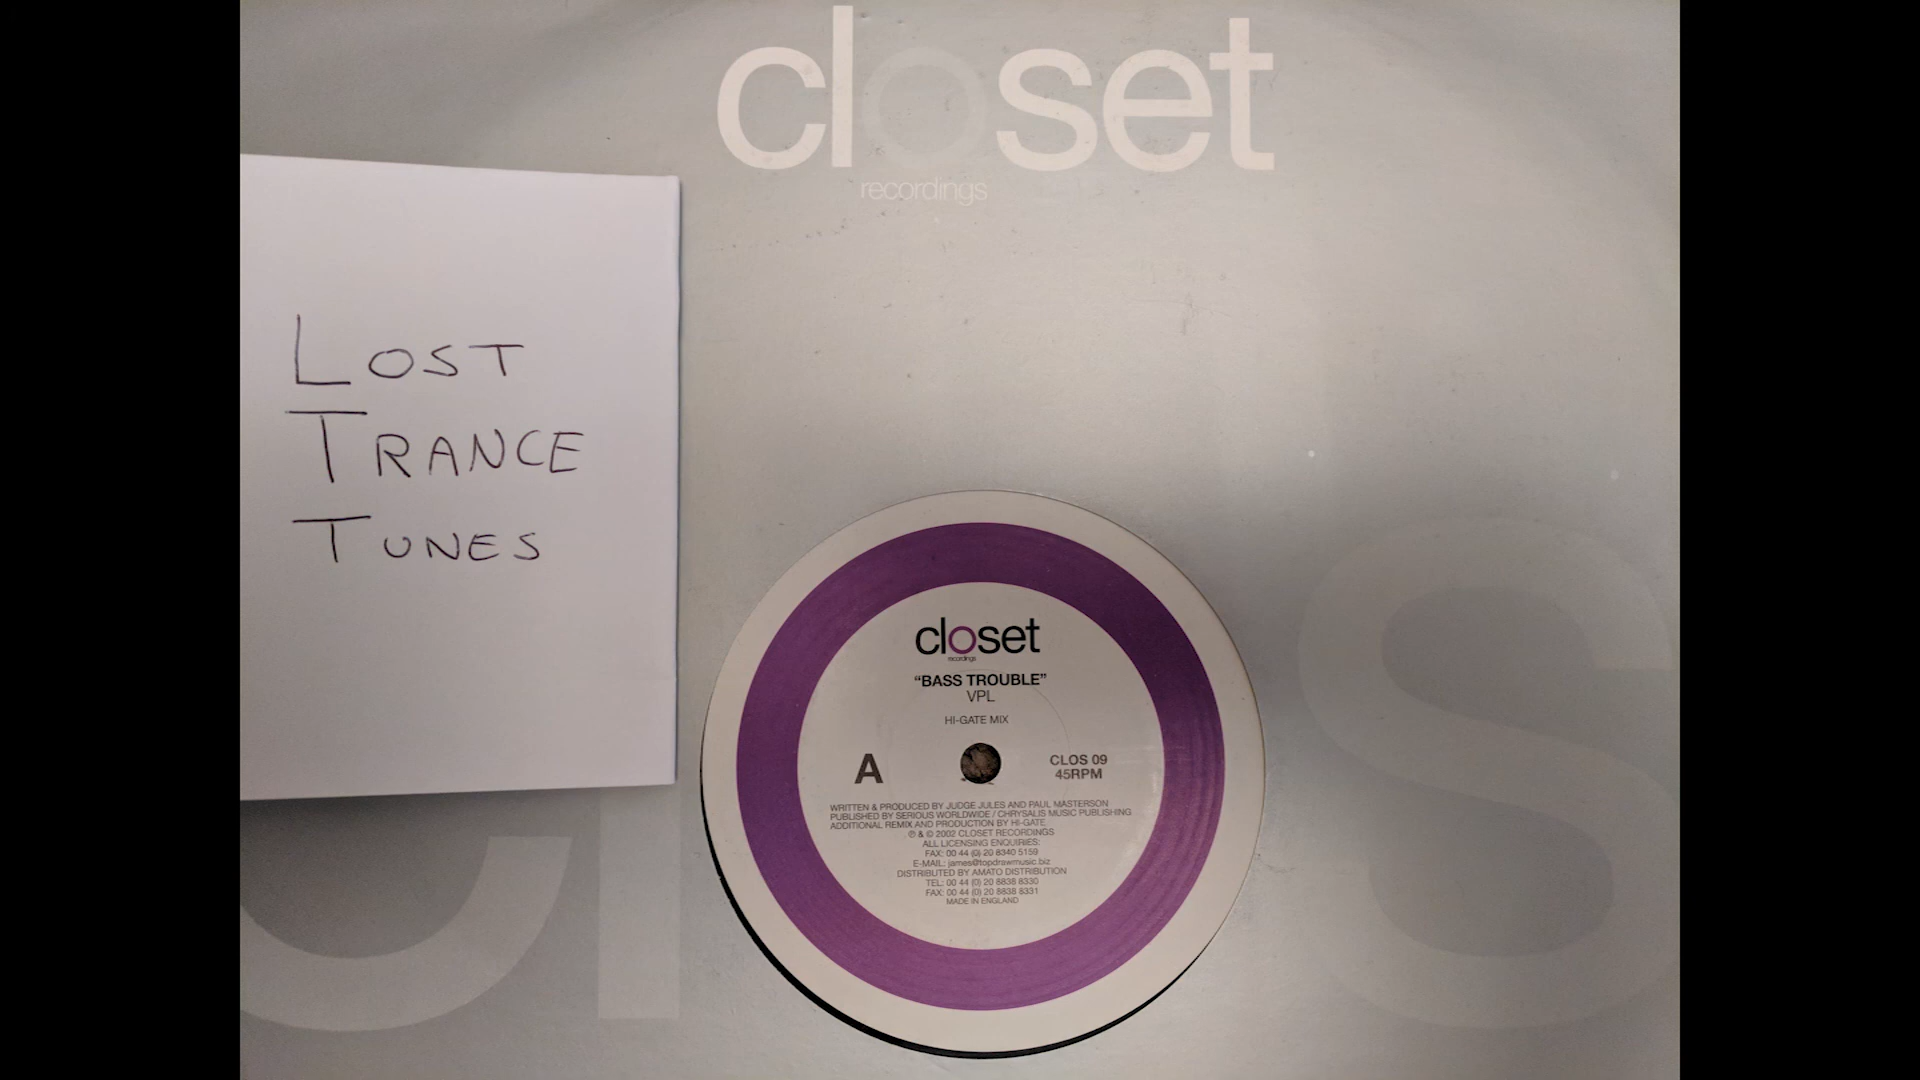 closet
recordings
LOST
TRANCE
TUNES
closet
recordings
“BASS TROUBLE”
VPL
HI-GATE MIX
A
CLOS 09
45RPM
WRITTEN & PRODUCED BY JUDGE JULES AND PAUL MASTERSON
PUBLISHED BY SERIOUS WORLDWIDE / CHRYSALIS MUSIC PUBLISHING
ADDITIONAL REMIX AND PRODUCTION BY HI-GATE.
℗ & © 2002 CLOSET RECORDINGS
ALL LICENSING ENQUIRIES:
FAX: 00 44 (0) 20 8340 5159
E-MAIL: james@topdrawmusic.biz
DISTRIBUTED BY AMATO DISTRIBUTION
TEL: 00 44 (0) 20 8838 8330
FAX: 00 44 (0) 20 8838 8331
MADE IN ENGLAND
cl s